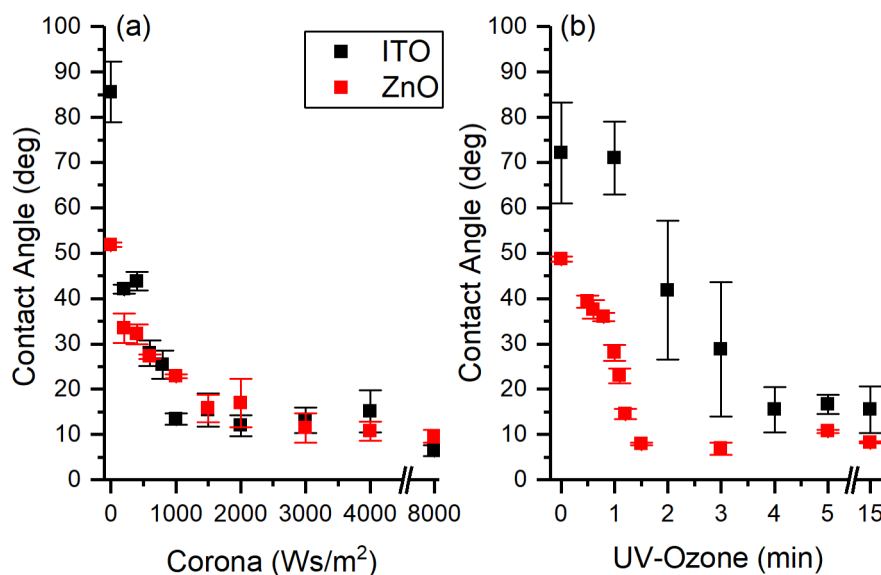 (a)
ITO
ZnO
100
90
80
70
60
50
40
30
20
10
0
Contact Angle (deg)
0 1000 2000 3000 4000 8000
Corona (Ws/m²)
(b)
100
90
80
70
60
50
40
30
20
10
0
Contact Angle (deg)
0 1 2 3 4 5 15
UV-Ozone (min)